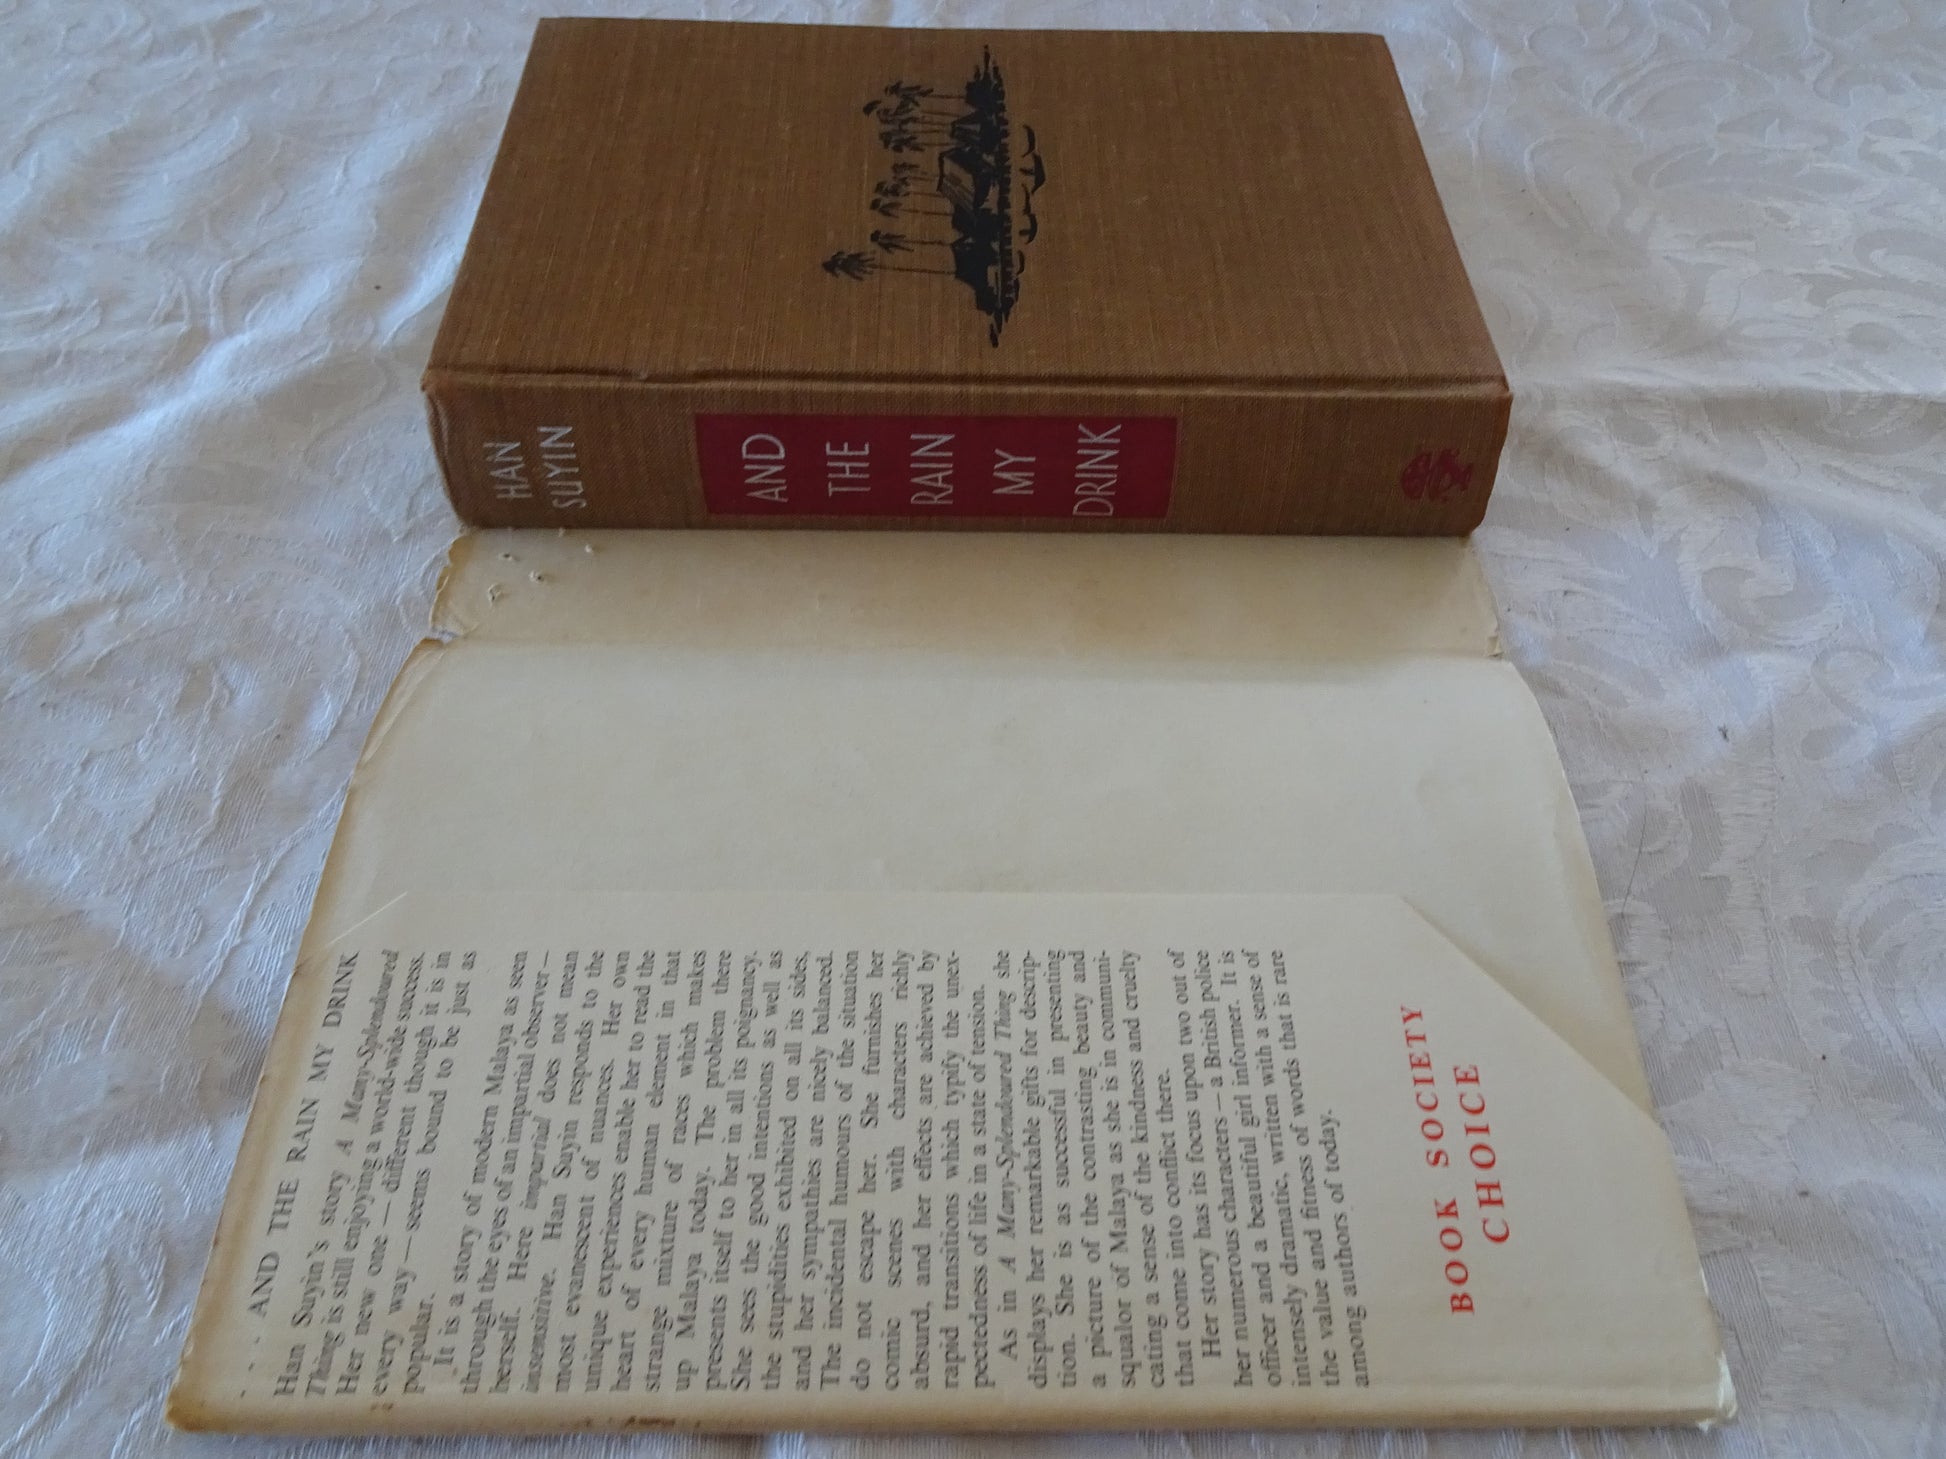 HAN
SUYIN
AND
THE
RAIN
MY
DRINK
. . . AND THE RAIN MY DRINK
Han Suyin's story A Many-Splendoured
Thing is still enjoying a world-wide success.
Her new one — different though it is in
every way — seems bound to be just as
popular.
It is a story of modern Malaya as seen
through the eyes of an impartial observer —
herself. Here impartial does not mean
insensitive. Han Suyin responds to the
most evanescent of nuances. Her own
unique experiences enable her to read the
heart of every human element in that
strange mixture of races which makes
up Malaya today. The problem there
presents itself to her in all its poignancy.
She sees the good intentions as well as
the stupidities exhibited on all its sides,
and her sympathies are nicely balanced.
The incidental humours of the situation
do not escape her. She furnishes her
comic scenes with characters richly
absurd, and her effects are achieved by
rapid transitions which typify the unex-
pectedness of life in a state of tension.
As in A Many-Splendoured Thing she
displays her remarkable gifts for descrip-
tion. She is as successful in presenting
a picture of the contrasting beauty and
squalor of Malaya as she is in communi-
cating a sense of the kindness and cruelty
that come into conflict there.
Her story has its focus upon two out of
her numerous characters — a British police
officer and a beautiful girl informer. It is
intensely dramatic, written with a sense of
the value and fitness of words that is rare
among authors of today.
BOOK SOCIETY
CHOICE